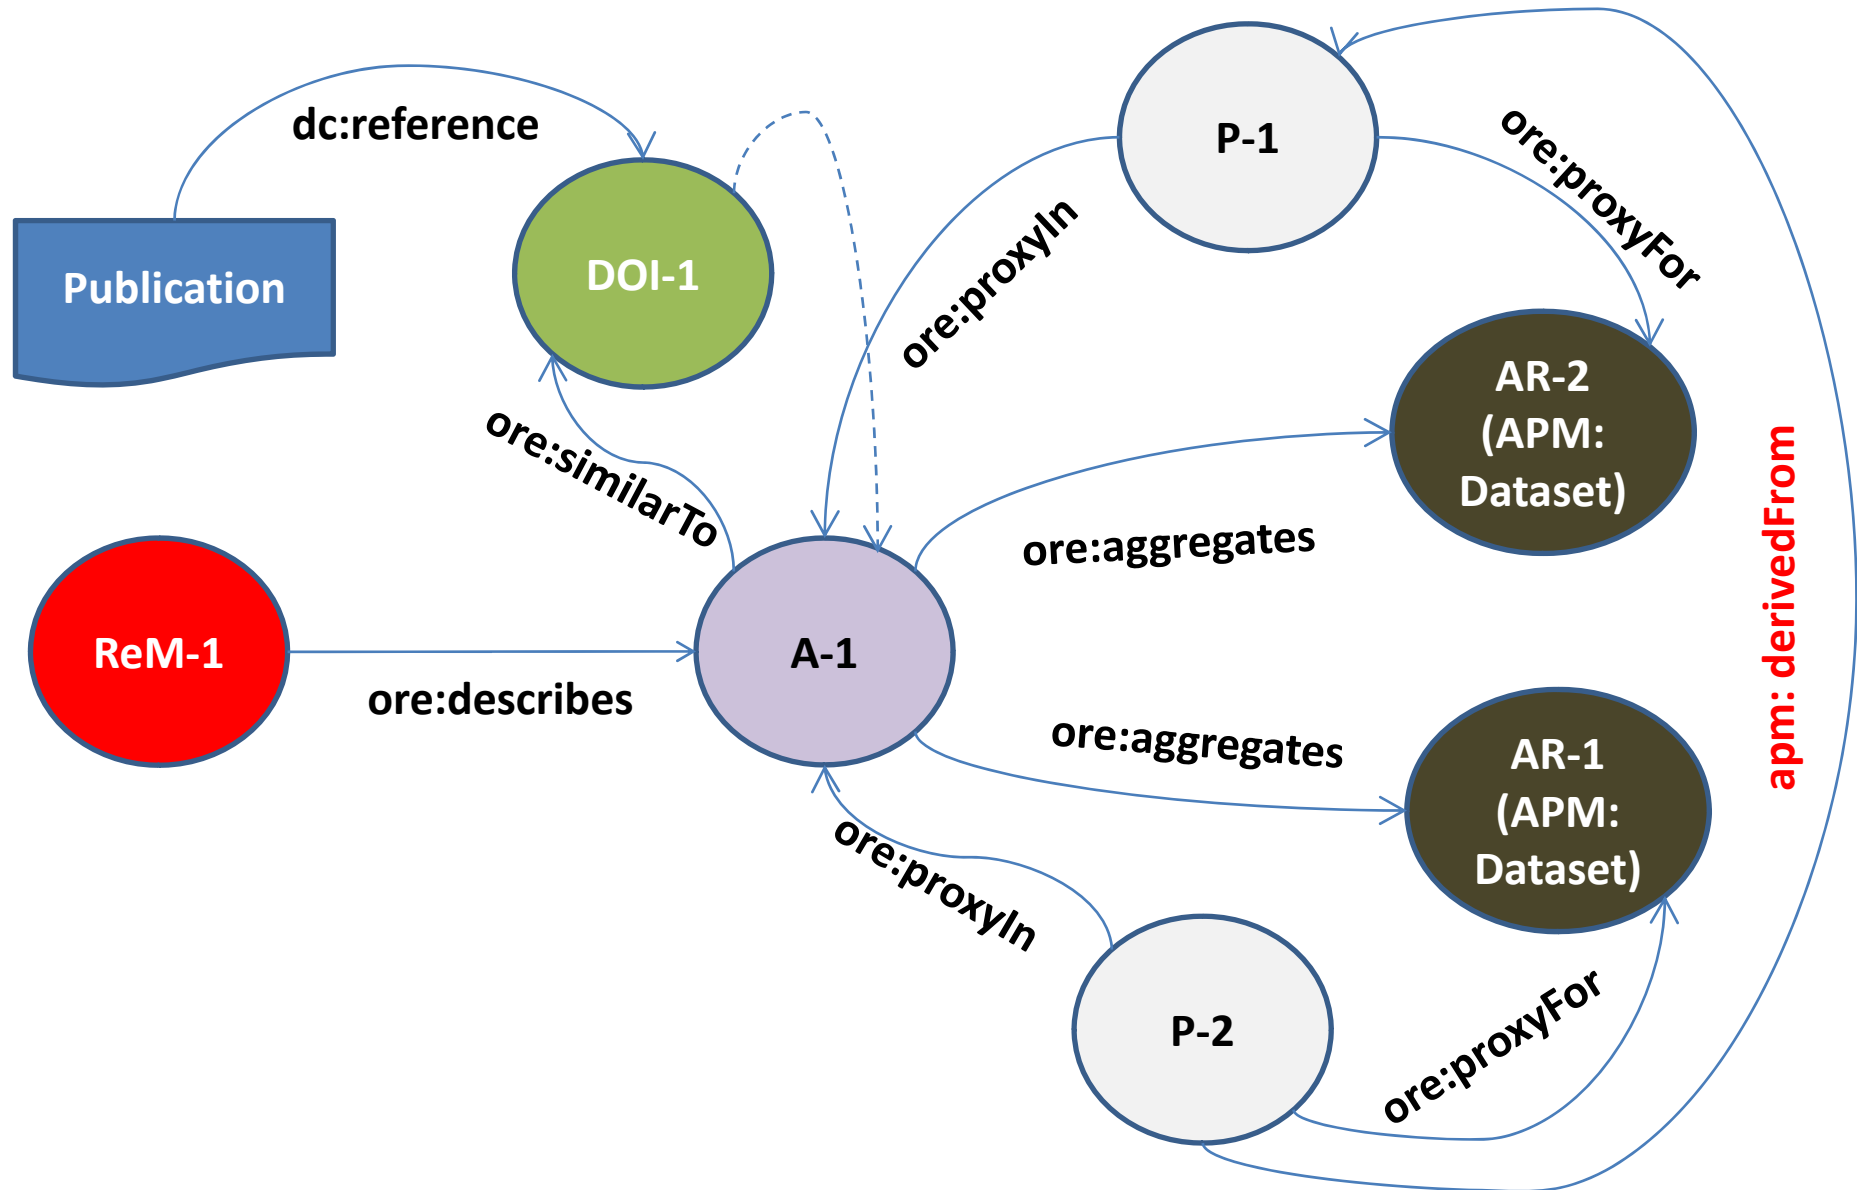 dc:reference
P-1
ore:proxyFor
Publication
DOI-1
ore:proxyIn
ore:similarTo
AR-2
(APM:
Dataset)
ore:aggregates
apm: derivedFrom
ReM-1
ore:describes
A-1
ore:aggregates
AR-1
(APM:
Dataset)
ore:proxyIn
P-2
ore:proxyFor